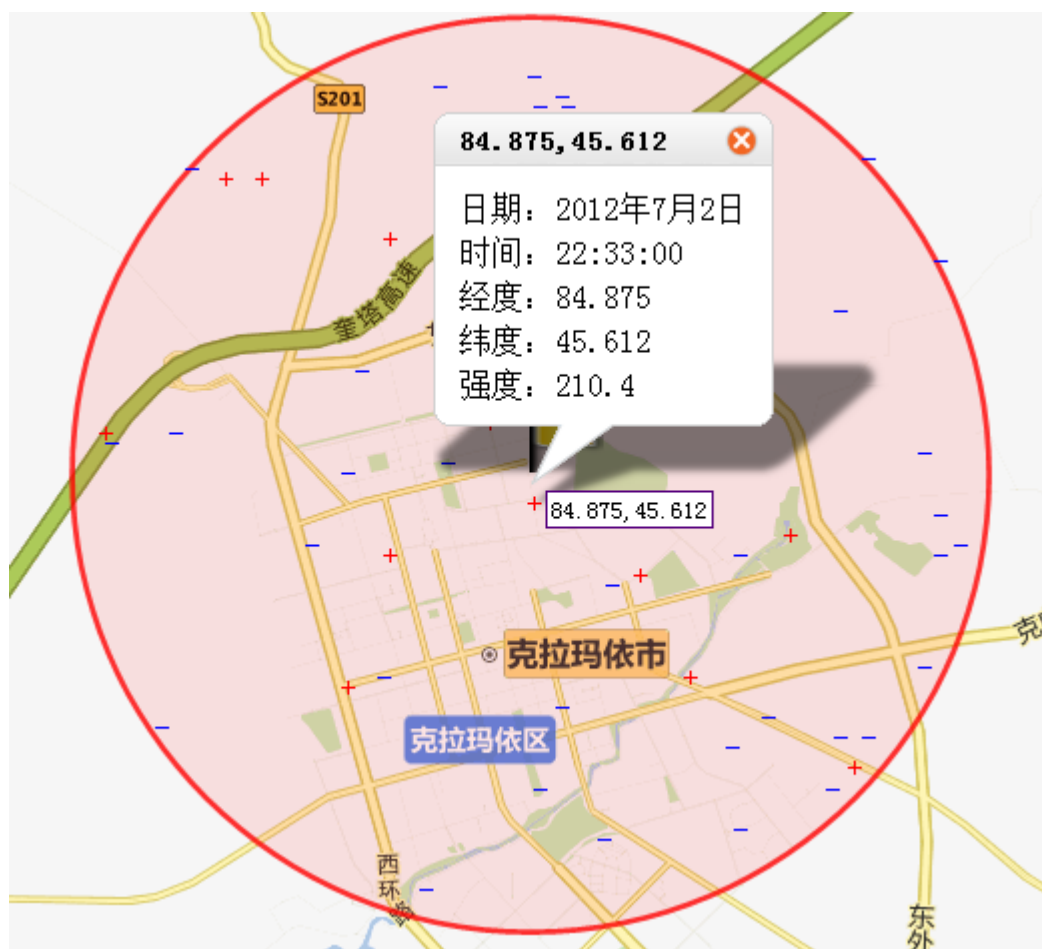 S201
84.875,45.612
日期：2012年7月2日
时间：22:33:00
经度：84.875
纬度：45.612
强度：210.4
奎塔高速
84.875,45.612
克拉玛依市
克
克拉玛依区
西环路
东外